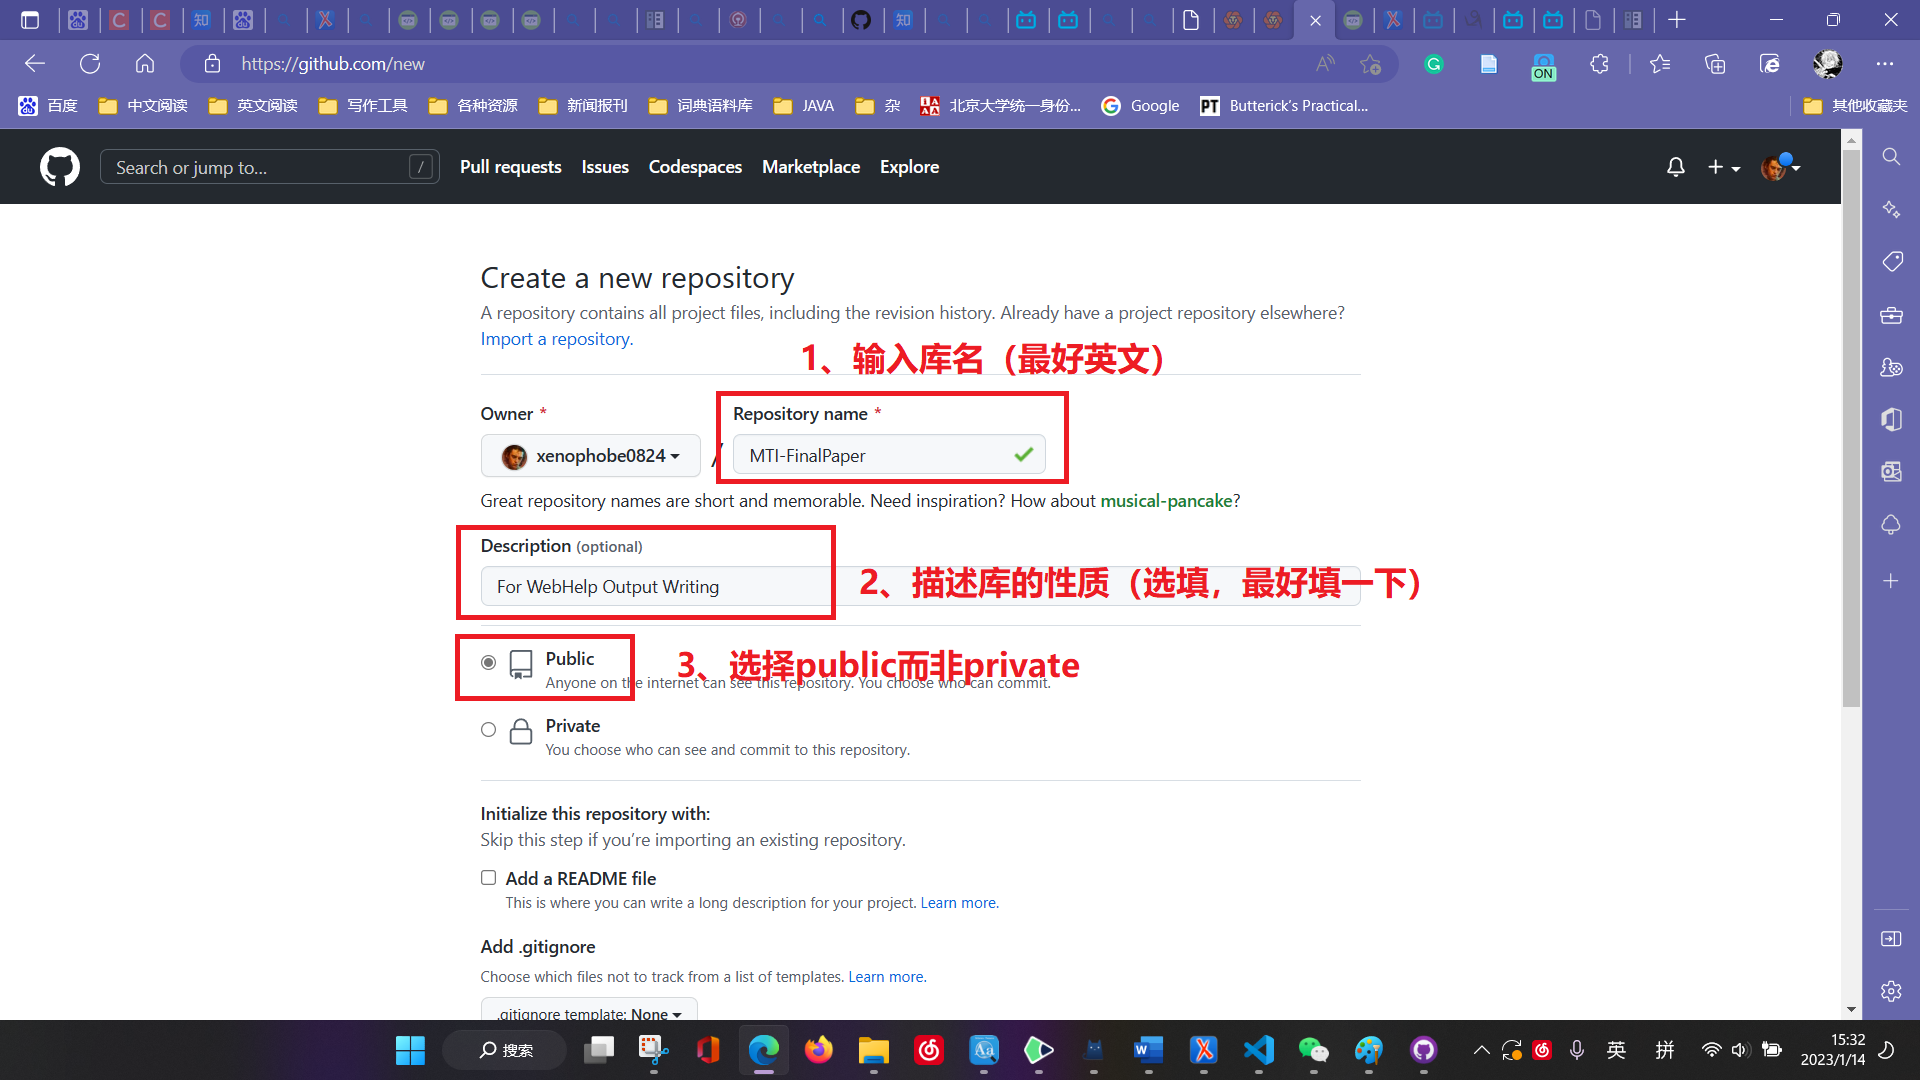 https://github.com/new
ON
百度 中文阅读 英文阅读 写作工具 各种资源 新闻报刊 词典语料库 JAVA 杂 北京大学统一身份... Google PT Butterick's Practical... 其他收藏夹
Search or jump to... / Pull requests Issues Codespaces Marketplace Explore
Create a new repository
A repository contains all project files, including the revision history. Already have a project repository elsewhere?
Import a repository.
1、输入库名（最好英文）
Owner * Repository name *
xenophobe0824 / MTI-FinalPaper
Great repository names are short and memorable. Need inspiration? How about musical-pancake?
Description (optional)
For WebHelp Output Writing
2、描述库的性质（选填，最好填一下）
Public
3、选择public而非private
Anyone on the internet can see this repository. You choose who can commit.
Private
You choose who can see and commit to this repository.
Initialize this repository with:
Skip this step if you’re importing an existing repository.
Add a README file
This is where you can write a long description for your project. Learn more.
Add .gitignore
Choose which files not to track from a list of templates. Learn more.
.gitignore template: None
搜索
英 拼
15:32
2023/1/14